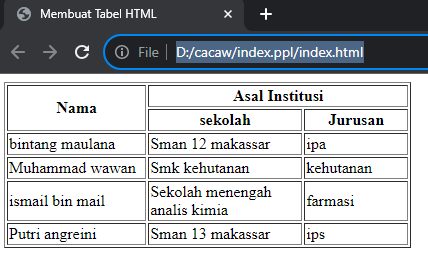 Membuat Tabel HTML
File D:/cacaw/index.ppl/index.html
Nama Asal Institusi
sekolah Jurusan
bintang maulana Sman 12 makassar ipa
Muhammad wawan Smk kehutanan kehutanan
ismail bin mail Sekolah menengah analis kimia farmasi
Putri angreini Sman 13 makassar ips